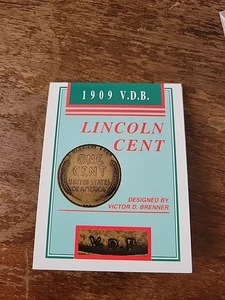 1909 V.D.B.
LINCOLN
CENT
ONE
CENT
UNITED STATES
OF AMERICA
DESIGNED BY
VICTOR D. BRENNER
V.D.B.